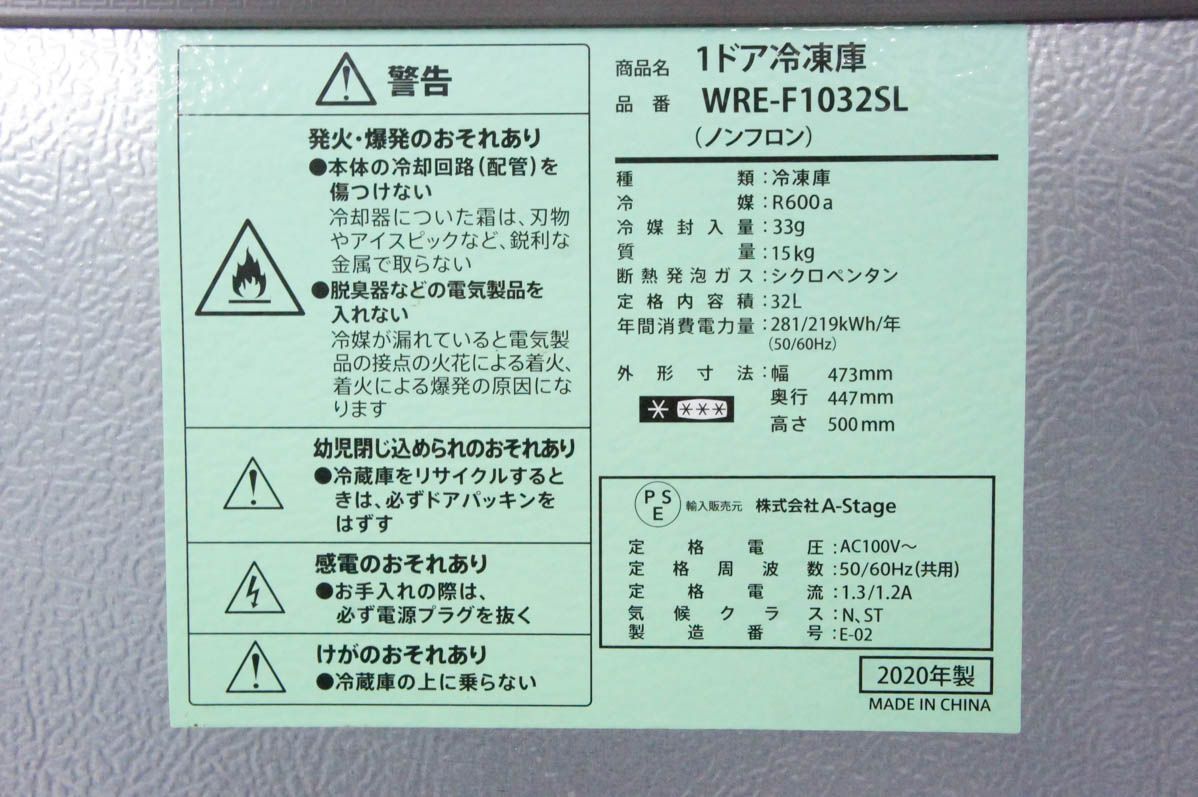 警告
発火・爆発のおそれあり
●本体の冷却回路(配管)を
傷つけない
冷却器についた霜は、刃物
やアイスピックなど、鋭利な
金属で取らない
●脱臭器などの電気製品を
入れない
冷媒が漏れていると電気製
品の接点の火花による着火、
着火による爆発の原因にな
ります
幼児閉じ込められのおそれあり
●冷蔵庫をリサイクルすると
きは、必ずドアパッキンを
はずす
感電のおそれあり
●お手入れの際は、
必ず電源プラグを抜く
けがのおそれあり
●冷蔵庫の上に乗らない
商品名 1ドア冷凍庫
品番 WRE-F1032SL
(ノンフロン)
種類:冷凍庫
冷媒:R600a
冷媒封入量:33g
質量:15kg
断熱発泡ガス:シクロペンタン
定格内容積:32L
年間消費電力量:281/219kWh/年
(50/60Hz)
外形寸法:幅 473mm
奥行 447mm
高さ 500mm
PSE 輸入販売元 株式会社A-Stage
定格電圧:AC100V～
定格周波数:50/60Hz(共用)
定格電流:1.3/1.2A
気候クラス:N、ST
製造番号:E-02
2020年製
MADE IN CHINA